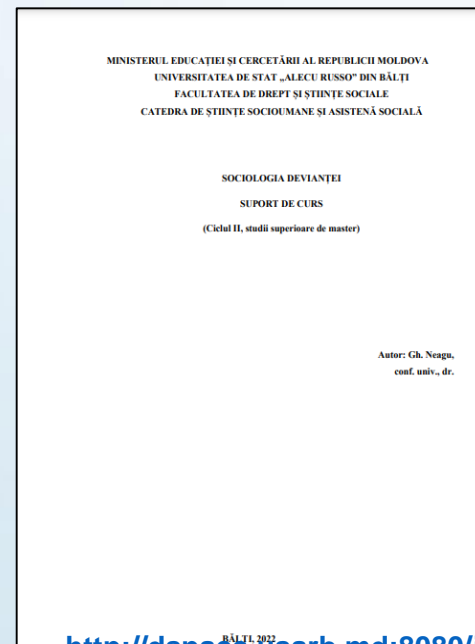 MINISTERUL EDUCAȚIEI ȘI CERCETĂRII AL REPUBLICII MOLDOVA
UNIVERSITATEA DE STAT „ALECU RUSSO” DIN BĂLȚI
FACULTATEA DE DREPT ȘI ȘTIINȚE SOCIALE
CATEDRA DE ȘTIINȚE SOCIOUMANE ȘI ASISTENĂ SOCIALĂ
SOCIOLOGIA DEVIANȚEI
SUPORT DE CURS
(Ciclul II, studii superioare de master)
Autor: Gh. Neagu,
conf. univ., dr.
BĂLȚI, 2022